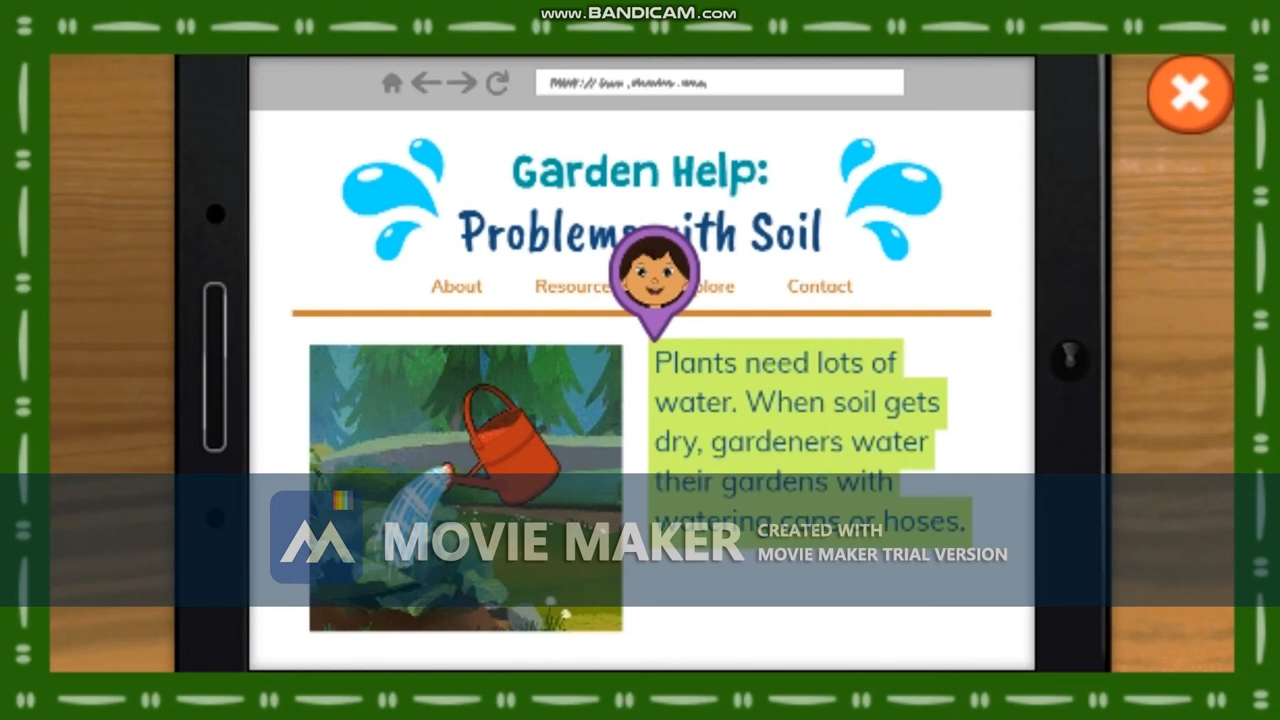 www.BANDICAM.com
Garden Help:
Problems with Soil
About Resource plore Contact
Plants need lots of
water. When soil gets
dry, gardeners water
their gardens with
watering cans or hoses.
MOVIE MAKER
CREATED WITH
MOVIE MAKER TRIAL VERSION